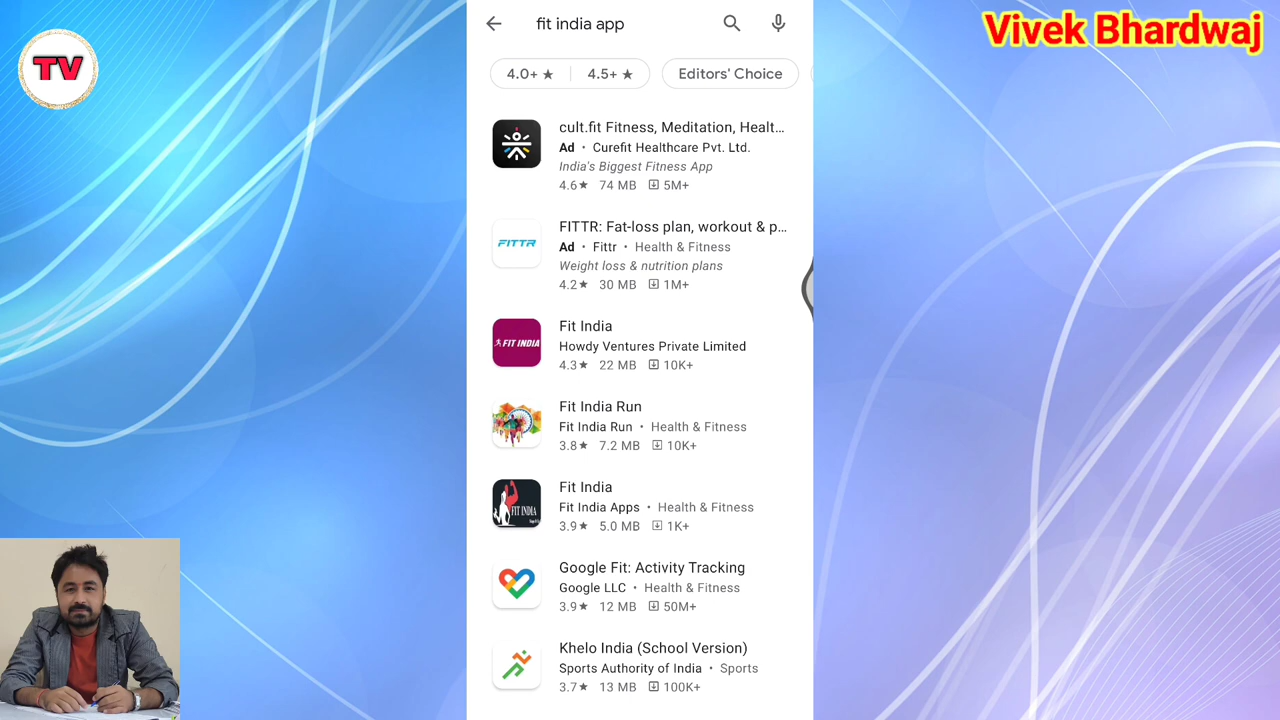 TV
Vivek Bhardwaj
fit india app
4.0+ ★ 4.5+ ★ Editors' Choice
cult.fit Fitness, Meditation, Healt...
Ad • Curefit Healthcare Pvt. Ltd.
India's Biggest Fitness App
4.6★ 74 MB 5M+
FITTR
FITTR: Fat-loss plan, workout & p...
Ad • Fittr • Health & Fitness
Weight loss & nutrition plans
4.2★ 30 MB 1M+
FIT INDIA
Fit India
Howdy Ventures Private Limited
4.3★ 22 MB 10K+
Fit India Run
Fit India Run • Health & Fitness
3.8★ 7.2 MB 10K+
FIT INDIA
Fit India
Fit India Apps • Health & Fitness
3.9★ 5.0 MB 1K+
Google Fit: Activity Tracking
Google LLC • Health & Fitness
3.9★ 12 MB 50M+
Khelo India (School Version)
Sports Authority of India • Sports
3.7★ 13 MB 100K+